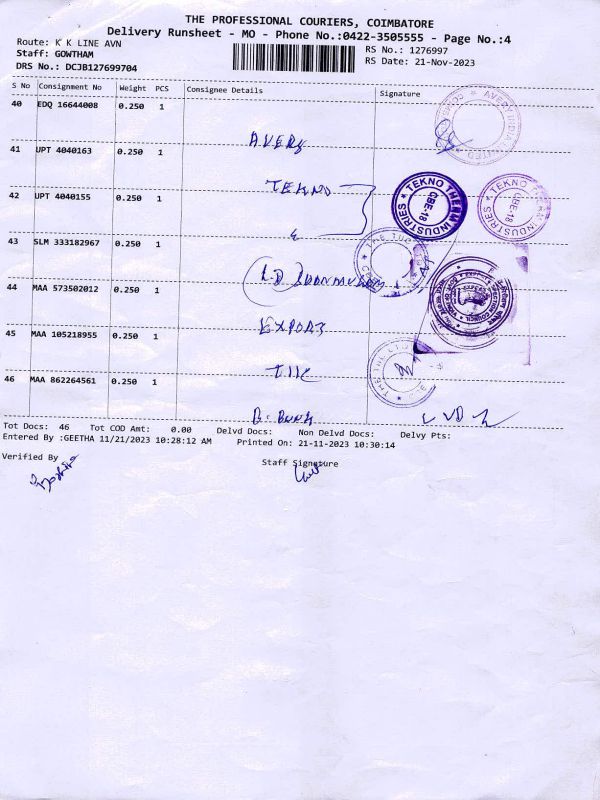 THE PROFESSIONAL COURIERS, COIMBATORE
Delivery Runsheet - MO - Phone No.:0422-3505555 - Page No.:4
Route: K K LINE AVN
Staff: GOWTHAM
DRS No.: DCJB127699704
RS No.: 1276997
RS Date: 21-Nov-2023
S No Consignment No Weight PCS Consignee Details Signature
40 EDQ 16644008 0.250 1
AVERY
41 UPT 4040163 0.250 1
TEKNO
42 UPT 4040155 0.250 1
TEKNO THERM INDUSTRIES
CBE-18
TEKNO
CBE-18
43 SLM 333182967 0.250 1
44 MAA 573502012 0.250 1
EXPORT
45 MAA 105218955 0.250 1
46 MAA 862264561 0.250 1
Tot Docs: 46 Tot COD Amt: 0.00 Delvd Docs: Non Delvd Docs: Delvy Pts:
Entered By :GEETHA 11/21/2023 10:28:12 AM Printed On: 21-11-2023 10:30:14
Verified By
Staff Signature